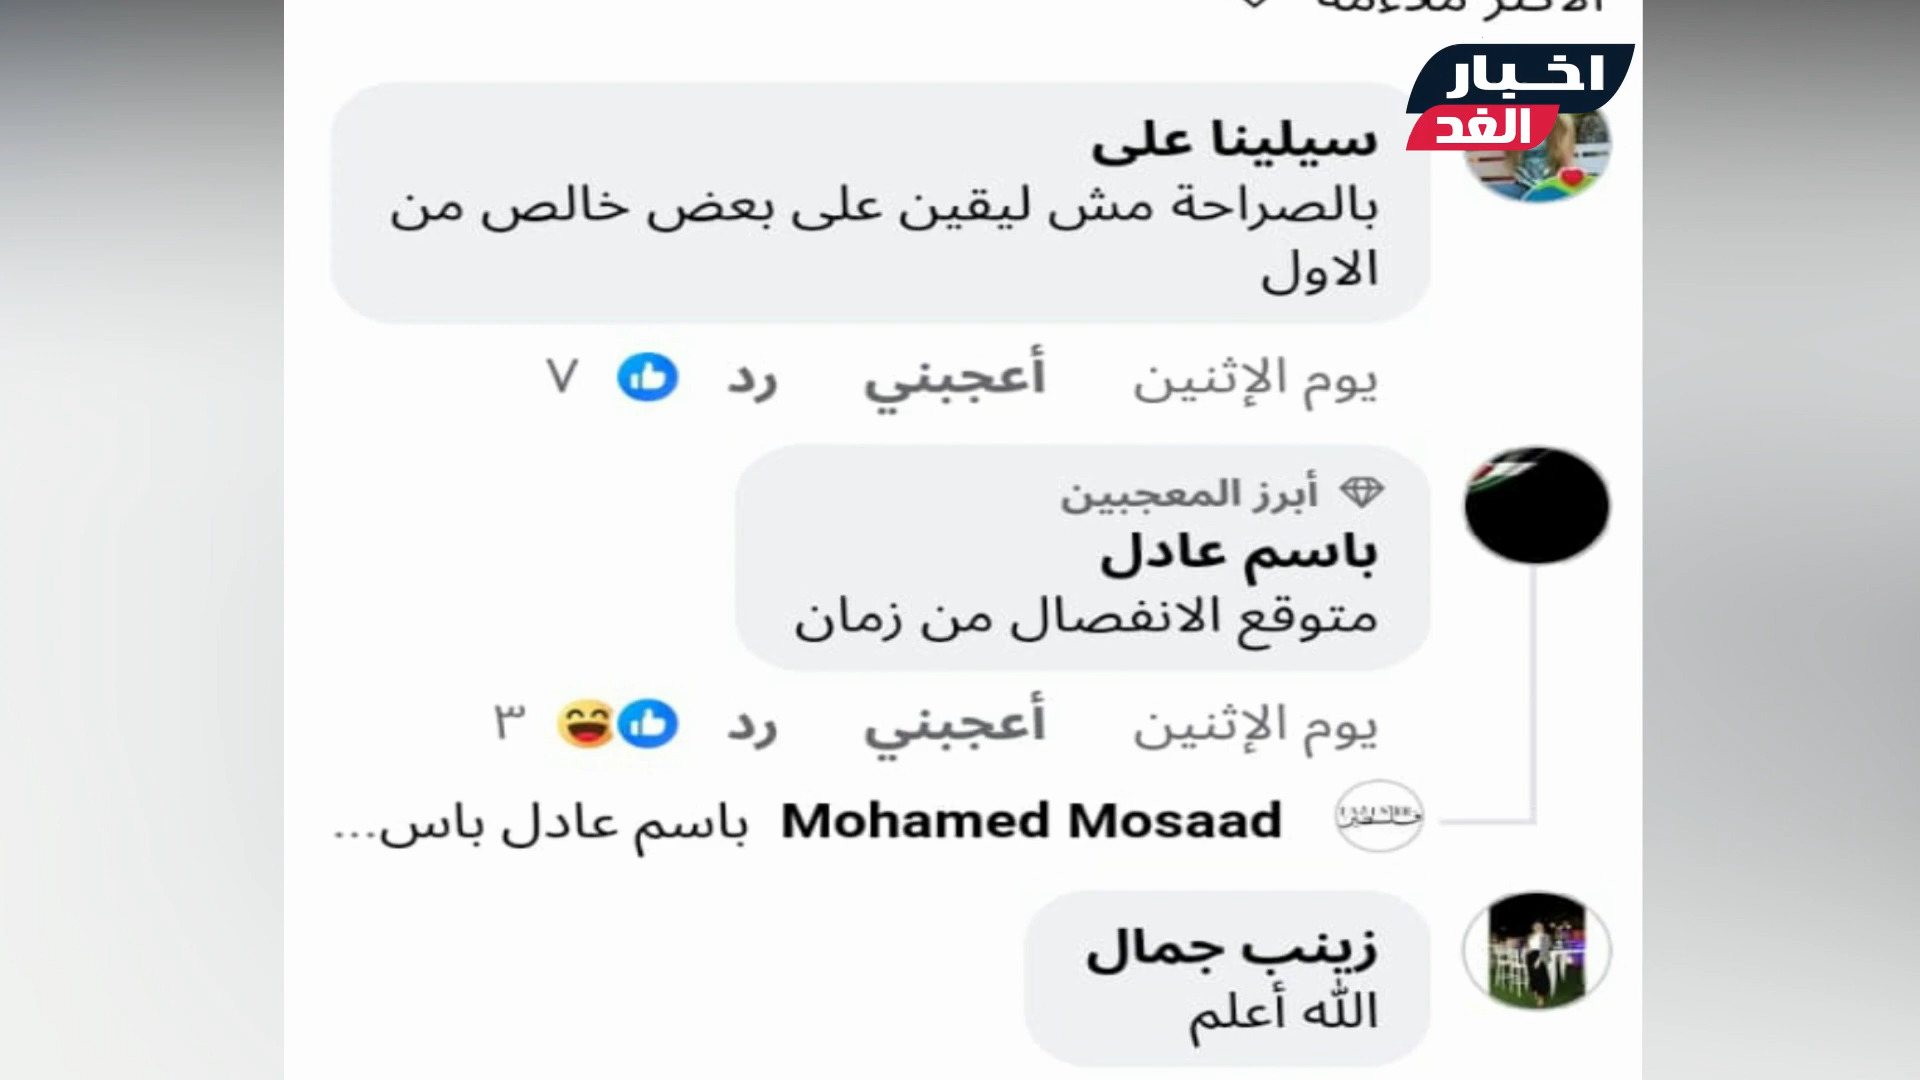 الأكثر ملاءمة
اخبار
الغد
سيلينا على
بالصراحة مش ليقين على بعض خالص من
الاول
يوم الإثنين أعجبني رد ٧
أبرز المعجبين
باسم عادل
متوقع الانفصال من زمان
يوم الإثنين أعجبني رد ٣
Mohamed Mosaad باسم عادل باس...
زينب جمال
الله أعلم